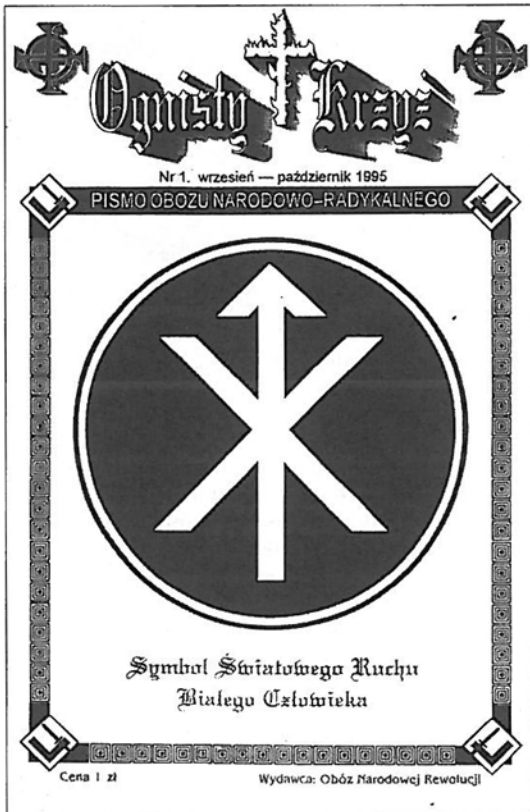 Ognisty Krzyż
Nr 1. wrzesień — październik 1995
PISMO OBOZU NARODOWO–RADYKALNEGO
Symbol Światowego Ruchu
Białego Człowieka
Cena 1 zł
Wydawca: Obóz Narodowej Rewolucji